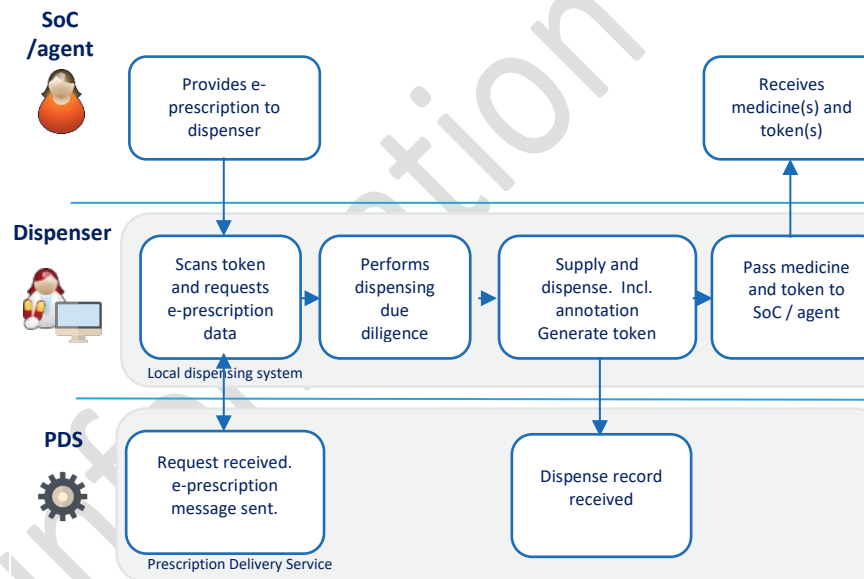 SoC
/agent
Provides e-
prescription to
dispenser
Receives
medicine(s) and
token(s)
Dispenser
Scans token
and requests
e-prescription
data
Performs
dispensing
due
diligence
Supply and
dispense.  Incl.
annotation
Generate token
Pass medicine
and token to
SoC / agent
Local dispensing system
PDS
Request received.
e-prescription
message sent.
Dispense record
received
Prescription Delivery Service